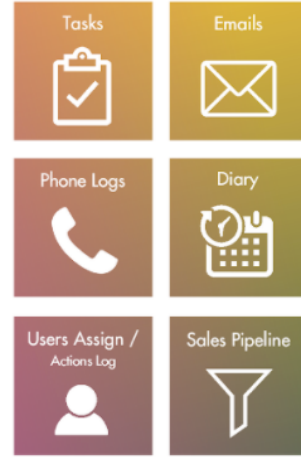 Tasks
Emails
Phone Logs
Diary
Users Assign /
Actions Log
Sales Pipeline